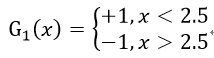 G₁(x) = {+1, x < 2.5
−1, x > 2.5